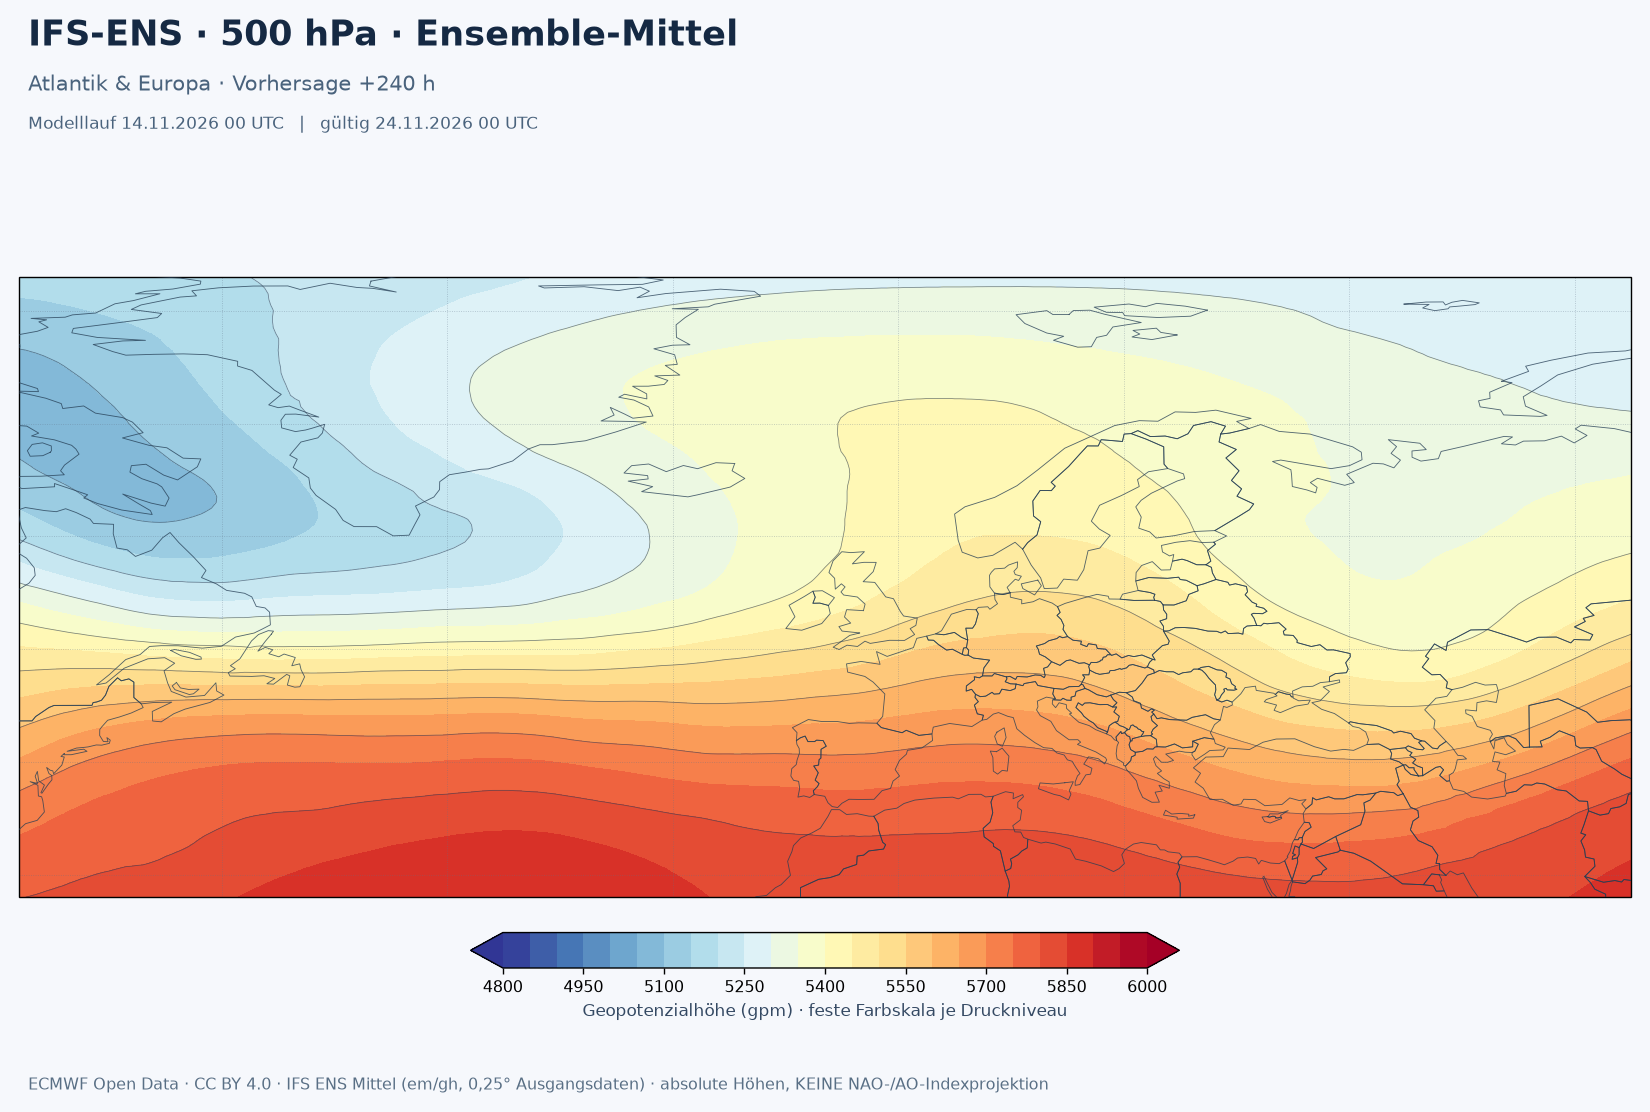 IFS-ENS · 500 hPa · Ensemble-Mittel
Atlantik & Europa · Vorhersage +240 h
Modelllauf 14.11.2026 00 UTC | gültig 24.11.2026 00 UTC
4800 4950 5100 5250 5400 5550 5700 5850 6000
Geopotenzialhöhe (gpm) · feste Farbskala je Druckniveau
ECMWF Open Data · CC BY 4.0 · IFS ENS Mittel (em/gh, 0,25° Ausgangsdaten) · absolute Höhen, KEINE NAO-/AO-Indexprojektion